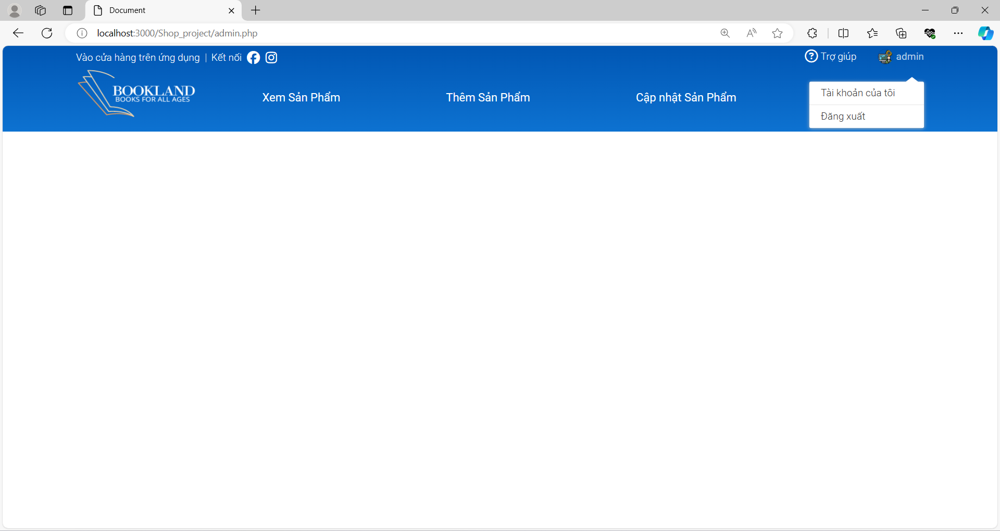 Document
localhost:3000/Shop_project/admin.php
Vào cửa hàng trên ứng dụng | Kết nối
Trợ giúp
admin
BOOKLAND
BOOKS FOR ALL AGES
Xem Sản Phẩm
Thêm Sản Phẩm
Cập nhật Sản Phẩm
Tài khoản của tôi
Đăng xuất